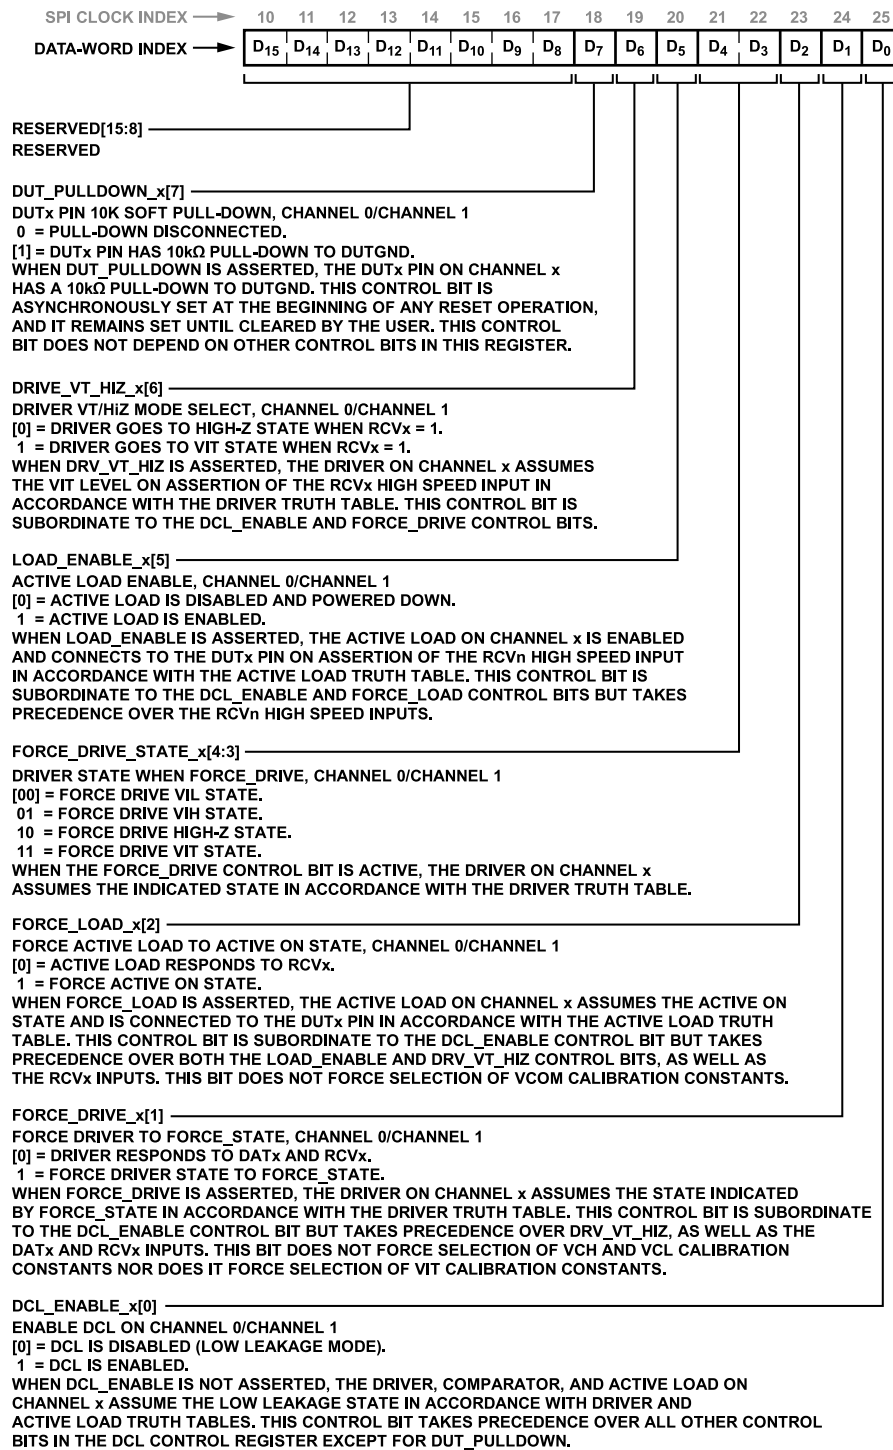 SPI CLOCK INDEX 10 11 12 13 14 15 16 17 18 19 20 21 22 23 24 25
DATA-WORD INDEX D15 D14 D13 D12 D11 D10 D9 D8 D7 D6 D5 D4 D3 D2 D1 D0
RESERVED[15:8]
RESERVED
DUT_PULLDOWN_x[7]
DUTx PIN 10K SOFT PULL-DOWN, CHANNEL 0/CHANNEL 1
0 = PULL-DOWN DISCONNECTED.
[1] = DUTx PIN HAS 10kΩ PULL-DOWN TO DUTGND.
WHEN DUT_PULLDOWN IS ASSERTED, THE DUTx PIN ON CHANNEL x
HAS A 10kΩ PULL-DOWN TO DUTGND. THIS CONTROL BIT IS
ASYNCHRONOUSLY SET AT THE BEGINNING OF ANY RESET OPERATION,
AND IT REMAINS SET UNTIL CLEARED BY THE USER. THIS CONTROL
BIT DOES NOT DEPEND ON OTHER CONTROL BITS IN THIS REGISTER.
DRIVE_VT_HIZ_x[6]
DRIVER VT/HiZ MODE SELECT, CHANNEL 0/CHANNEL 1
[0] = DRIVER GOES TO HIGH-Z STATE WHEN RCVx = 1.
1 = DRIVER GOES TO VIT STATE WHEN RCVx = 1.
WHEN DRV_VT_HIZ IS ASSERTED, THE DRIVER ON CHANNEL x ASSUMES
THE VIT LEVEL ON ASSERTION OF THE RCVx HIGH SPEED INPUT IN
ACCORDANCE WITH THE DRIVER TRUTH TABLE. THIS CONTROL BIT IS
SUBORDINATE TO THE DCL_ENABLE AND FORCE_DRIVE CONTROL BITS.
LOAD_ENABLE_x[5]
ACTIVE LOAD ENABLE, CHANNEL 0/CHANNEL 1
[0] = ACTIVE LOAD IS DISABLED AND POWERED DOWN.
1 = ACTIVE LOAD IS ENABLED.
WHEN LOAD_ENABLE IS ASSERTED, THE ACTIVE LOAD ON CHANNEL x IS ENABLED
AND CONNECTS TO THE DUTx PIN ON ASSERTION OF THE RCVn HIGH SPEED INPUT
IN ACCORDANCE WITH THE ACTIVE LOAD TRUTH TABLE. THIS CONTROL BIT IS
SUBORDINATE TO THE DCL_ENABLE AND FORCE_LOAD CONTROL BITS BUT TAKES
PRECEDENCE OVER THE RCVn HIGH SPEED INPUTS.
FORCE_DRIVE_STATE_x[4:3]
DRIVER STATE WHEN FORCE_DRIVE, CHANNEL 0/CHANNEL 1
[00] = FORCE DRIVE VIL STATE.
01 = FORCE DRIVE VIH STATE.
10 = FORCE DRIVE HIGH-Z STATE.
11 = FORCE DRIVE VIT STATE.
WHEN THE FORCE_DRIVE CONTROL BIT IS ACTIVE, THE DRIVER ON CHANNEL x
ASSUMES THE INDICATED STATE IN ACCORDANCE WITH THE DRIVER TRUTH TABLE.
FORCE_LOAD_x[2]
FORCE ACTIVE LOAD TO ACTIVE ON STATE, CHANNEL 0/CHANNEL 1
[0] = ACTIVE LOAD RESPONDS TO RCVx.
1 = FORCE ACTIVE ON STATE.
WHEN FORCE_LOAD IS ASSERTED, THE ACTIVE LOAD ON CHANNEL x ASSUMES THE ACTIVE ON
STATE AND IS CONNECTED TO THE DUTx PIN IN ACCORDANCE WITH THE ACTIVE LOAD TRUTH
TABLE. THIS CONTROL BIT IS SUBORDINATE TO THE DCL_ENABLE CONTROL BIT BUT TAKES
PRECEDENCE OVER BOTH THE LOAD_ENABLE AND DRV_VT_HIZ CONTROL BITS, AS WELL AS
THE RCVx INPUTS. THIS BIT DOES NOT FORCE SELECTION OF VCOM CALIBRATION CONSTANTS.
FORCE_DRIVE_x[1]
FORCE DRIVER TO FORCE_STATE, CHANNEL 0/CHANNEL 1
[0] = DRIVER RESPONDS TO DATx AND RCVx.
1 = FORCE DRIVER STATE TO FORCE_STATE.
WHEN FORCE_DRIVE IS ASSERTED, THE DRIVER ON CHANNEL x ASSUMES THE STATE INDICATED
BY FORCE_STATE IN ACCORDANCE WITH THE DRIVER TRUTH TABLE. THIS CONTROL BIT IS SUBORDINATE
TO THE DCL_ENABLE CONTROL BIT BUT TAKES PRECEDENCE OVER DRV_VT_HIZ, AS WELL AS THE
DATx AND RCVx INPUTS. THIS BIT DOES NOT FORCE SELECTION OF VCH AND VCL CALIBRATION
CONSTANTS NOR DOES IT FORCE SELECTION OF VIT CALIBRATION CONSTANTS.
DCL_ENABLE_x[0]
ENABLE DCL ON CHANNEL 0/CHANNEL 1
[0] = DCL IS DISABLED (LOW LEAKAGE MODE).
1 = DCL IS ENABLED.
WHEN DCL_ENABLE IS NOT ASSERTED, THE DRIVER, COMPARATOR, AND ACTIVE LOAD ON
CHANNEL x ASSUME THE LOW LEAKAGE STATE IN ACCORDANCE WITH DRIVER AND
ACTIVE LOAD TRUTH TABLES. THIS CONTROL BIT TAKES PRECEDENCE OVER ALL OTHER CONTROL
BITS IN THE DCL CONTROL REGISTER EXCEPT FOR DUT_PULLDOWN.